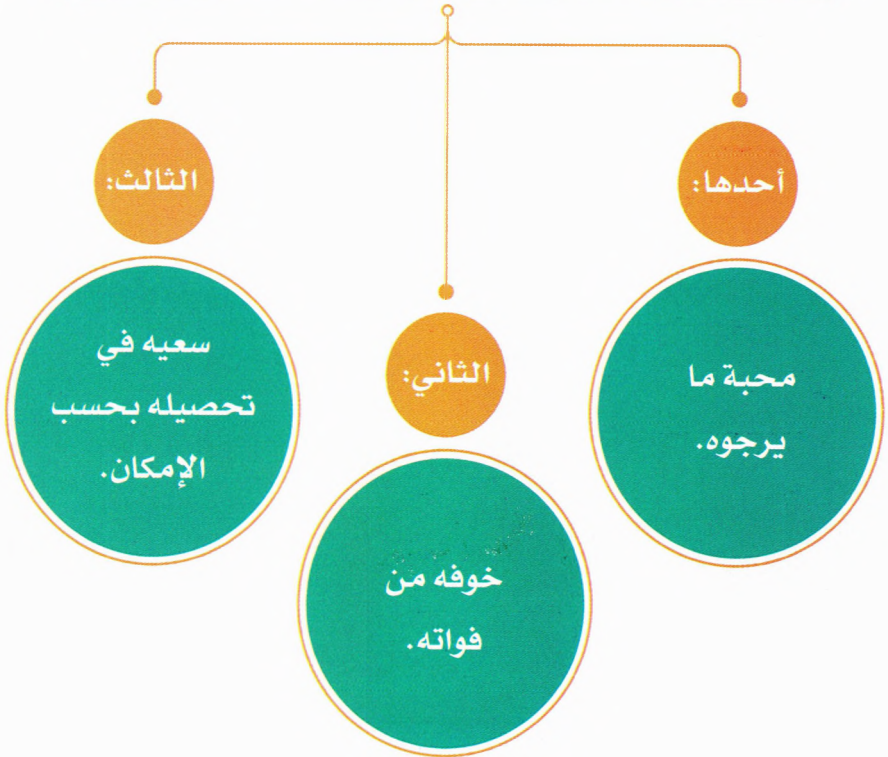 أحدها:
محبة ما
يرجوه.
الثاني:
خوفه من
فواته.
الثالث:
سعيه في
تحصيله بحسب
الإمكان.